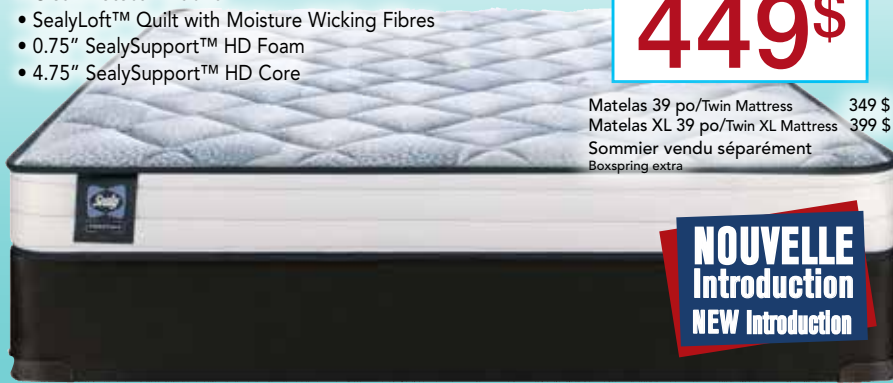 • SealyLoft™ Quilt with Moisture Wicking Fibres
• 0.75" SealySupport™ HD Foam
• 4.75" SealySupport™ HD Core
449$
Matelas 39 po/Twin Mattress 349 $
Matelas XL 39 po/Twin XL Mattress 399 $
Sommier vendu séparément
Boxspring extra
Sealy
NOUVELLE
Introduction
NEW Introduction